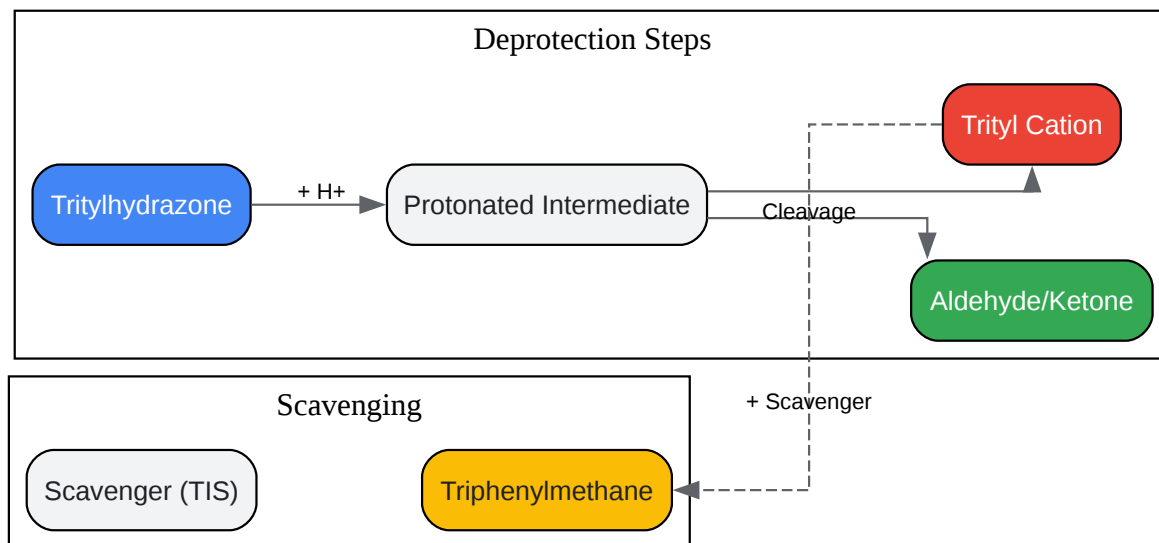 Deprotection Steps
Trityl Cation
Tritylhydrazone
+ H+
Protonated Intermediate
Cleavage
Aldehyde/Ketone
Scavenging
+ Scavenger
Scavenger (TIS)
Triphenylmethane